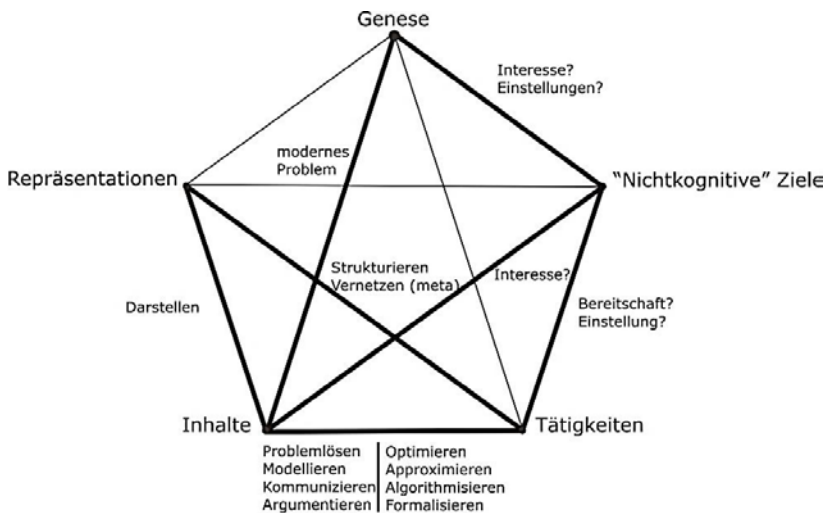 Genese
Interesse?
Einstellungen?
modernes
Problem
Repräsentationen
"Nichtkognitive" Ziele
Strukturieren
Vernetzen (meta)
Interesse?
Darstellen
Bereitschaft?
Einstellung?
Inhalte
Tätigkeiten
Problemlösen
Modellieren
Kommunizieren
Argumentieren
Optimieren
Approximieren
Algorithmisieren
Formalisieren